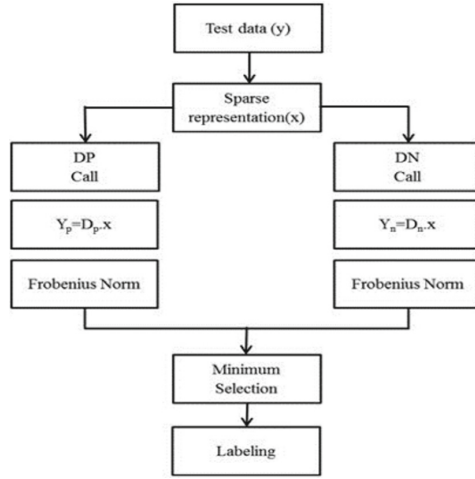 Test data (y)
Sparse
representation(x)
DP
Call
Yₚ=Dₚ.x
Frobenius Norm
DN
Call
Yₙ=Dₙ.x
Frobenius Norm
Minimum
Selection
Labeling